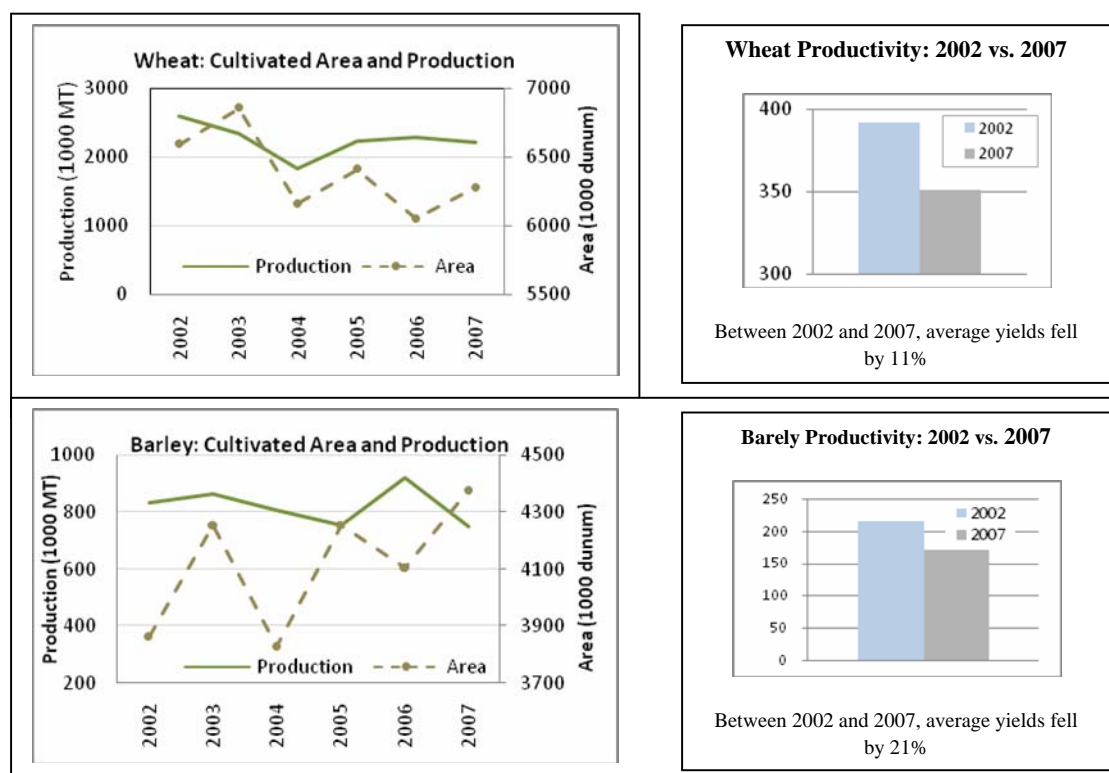 Wheat: Cultivated Area and Production
Production (1000 MT)
3000
2000
1000
0
7000
6500
6000
5500
Area (1000 dunum)
Production
Area
2002
2003
2004
2005
2006
2007
Wheat Productivity: 2002 vs. 2007
400
350
300
2002
2007
Between 2002 and 2007, average yields fell
by 11%
Barley: Cultivated Area and Production
Production (1000 MT)
1000
800
600
400
200
4500
4300
4100
3900
3700
Area (1000 dunum)
Production
Area
2002
2003
2004
2005
2006
2007
Barely Productivity: 2002 vs. 2007
250
200
150
100
50
0
2002
2007
Between 2002 and 2007, average yields fell
by 21%